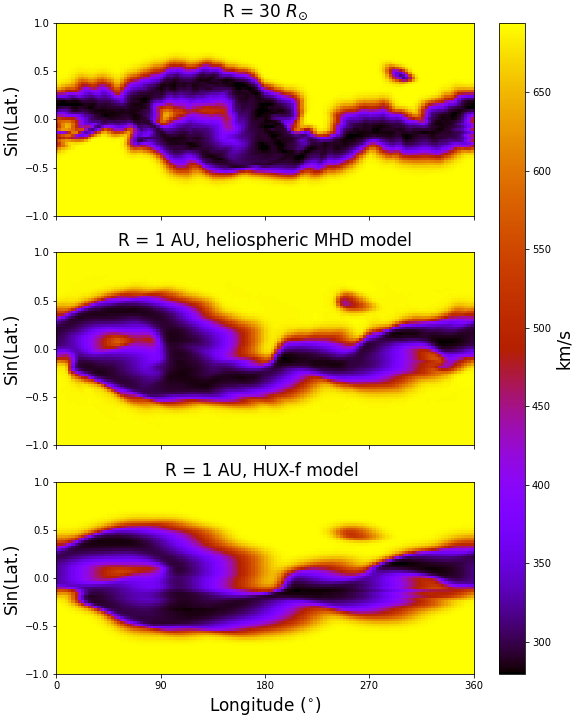 R = 30 R☉
1.0
0.5
0.0
−0.5
−1.0
Sin(Lat.)
R = 1 AU, heliospheric MHD model
1.0
0.5
0.0
−0.5
−1.0
Sin(Lat.)
R = 1 AU, HUX-f model
1.0
0.5
0.0
−0.5
−1.0
Sin(Lat.)
0 90 180 270 360
Longitude (°)
650
600
550
500
450
400
350
300
km/s